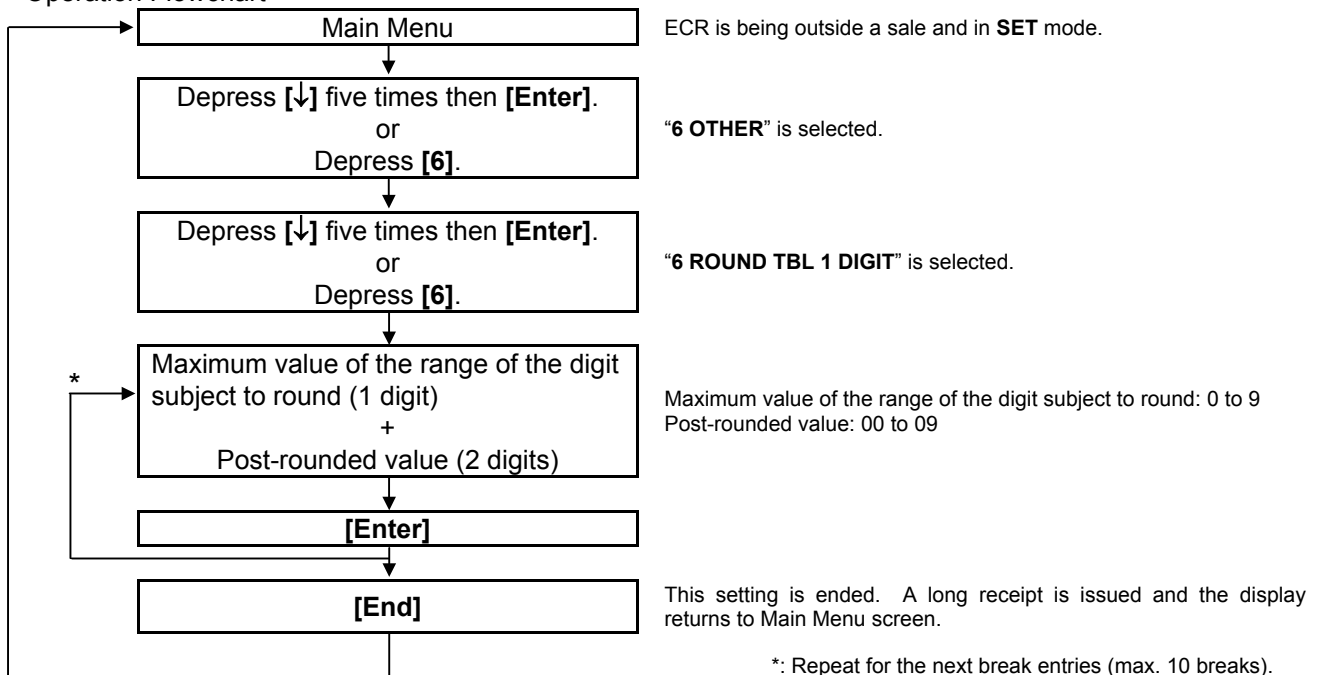 Operation Flowchart
Main Menu
ECR is being outside a sale and in SET mode.
Depress [↓] five times then [Enter].
or
Depress [6].
“6 OTHER” is selected.
Depress [↓] five times then [Enter].
or
Depress [6].
“6 ROUND TBL 1 DIGIT” is selected.
*
Maximum value of the range of the digit
subject to round (1 digit)
+
Post-rounded value (2 digits)
Maximum value of the range of the digit subject to round: 0 to 9
Post-rounded value: 00 to 09
[Enter]
[End]
This setting is ended. A long receipt is issued and the display
returns to Main Menu screen.
*: Repeat for the next break entries (max. 10 breaks).